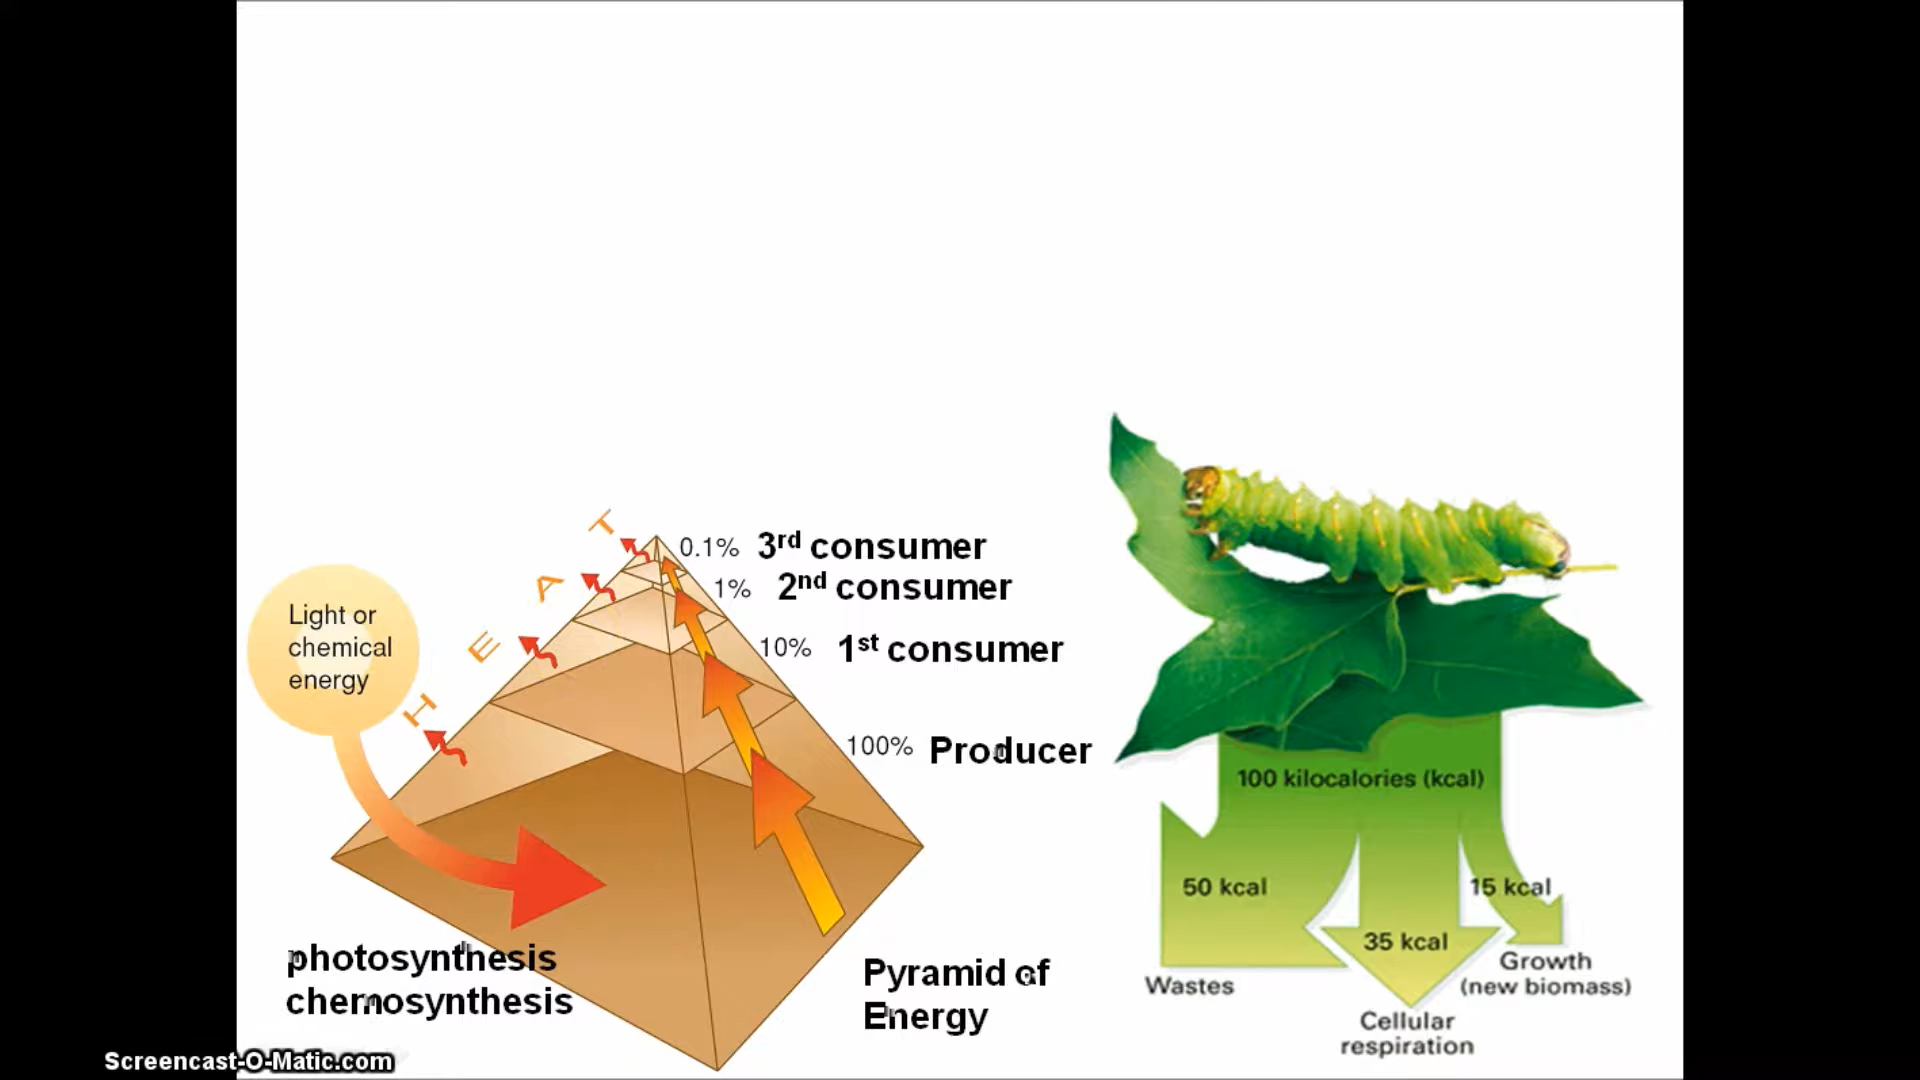 T
0.1% 3rd consumer
A
1% 2nd consumer
E
10% 1st consumer
H
100% Producer
Light or
chemical
energy
photosynthesis
chemosynthesis
Pyramid of
Energy
100 kilocalories (kcal)
50 kcal
15 kcal
35 kcal
Wastes
Growth
(new biomass)
Cellular
respiration
Screencast-O-Matic.com